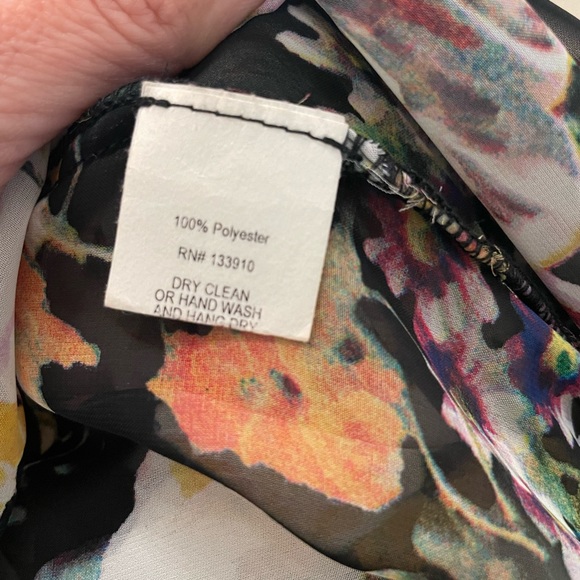 100% Polyester
RN# 133910
DRY CLEAN
OR HAND WASH
AND HANG DRY